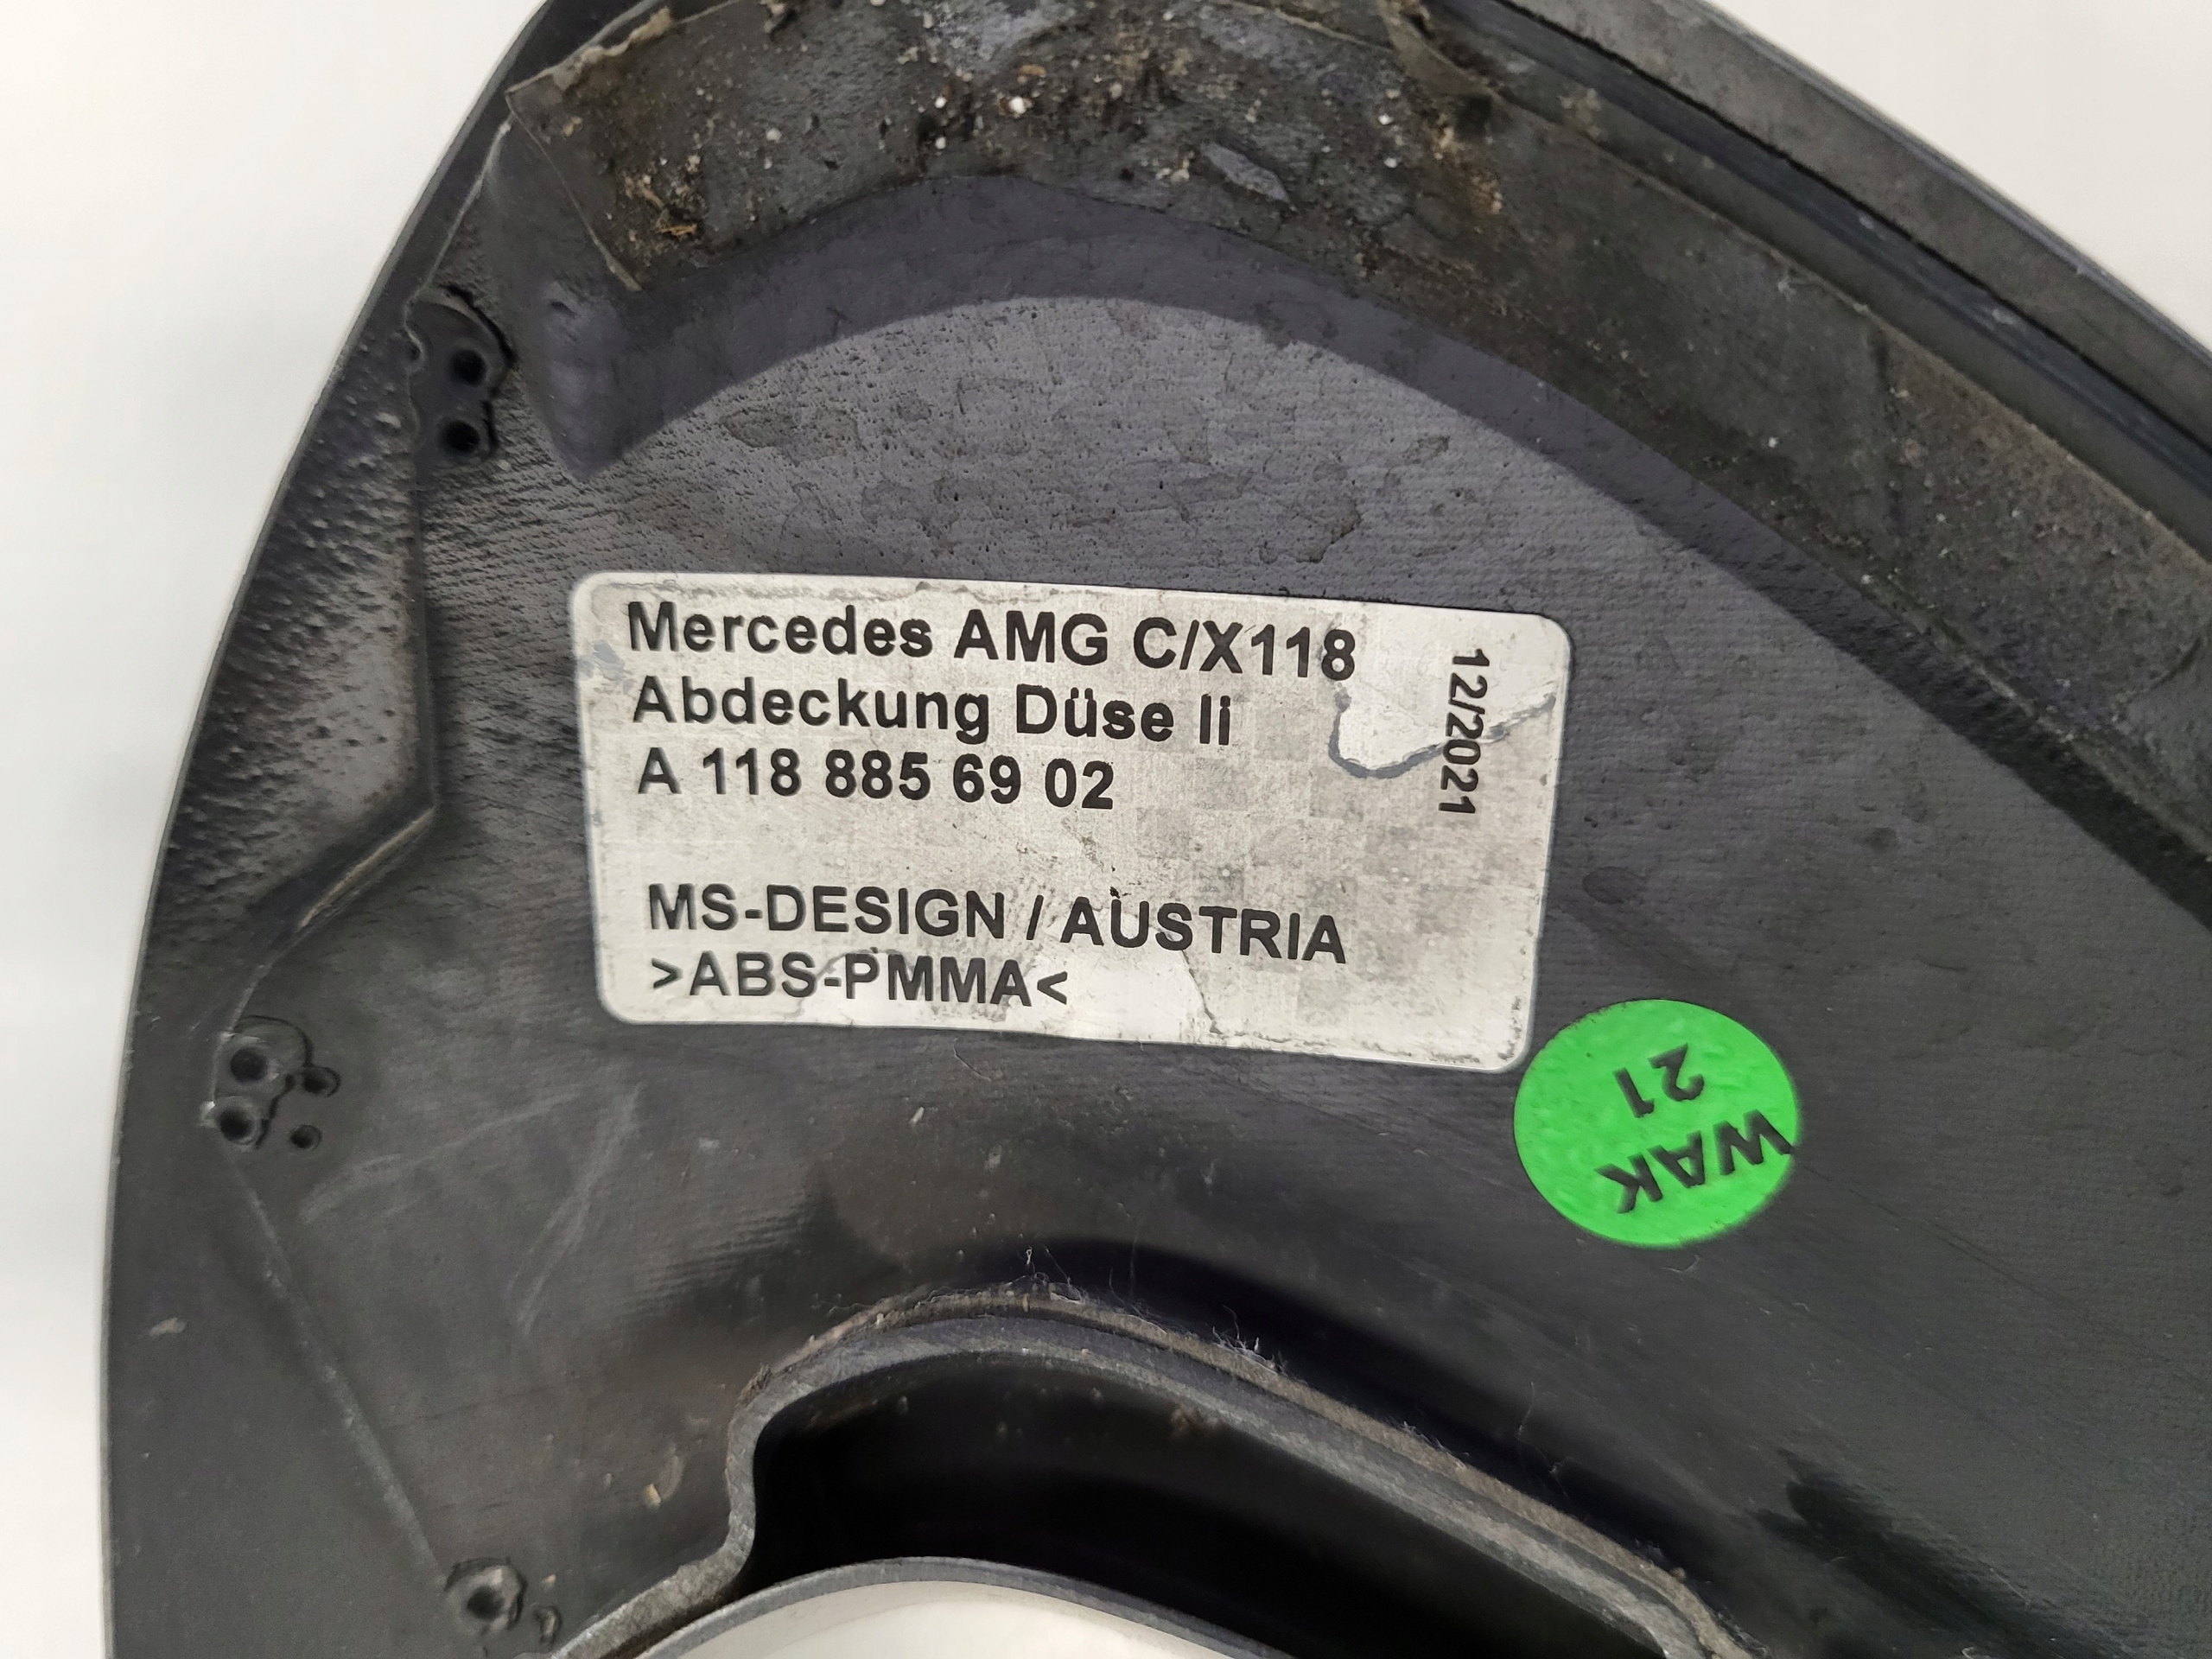 Mercedes AMG C/X118
Abdeckung Düse li
A 118 885 69 02
MS-DESIGN / AUSTRIA
>ABS-PMMA<
12/2021
WAK
21